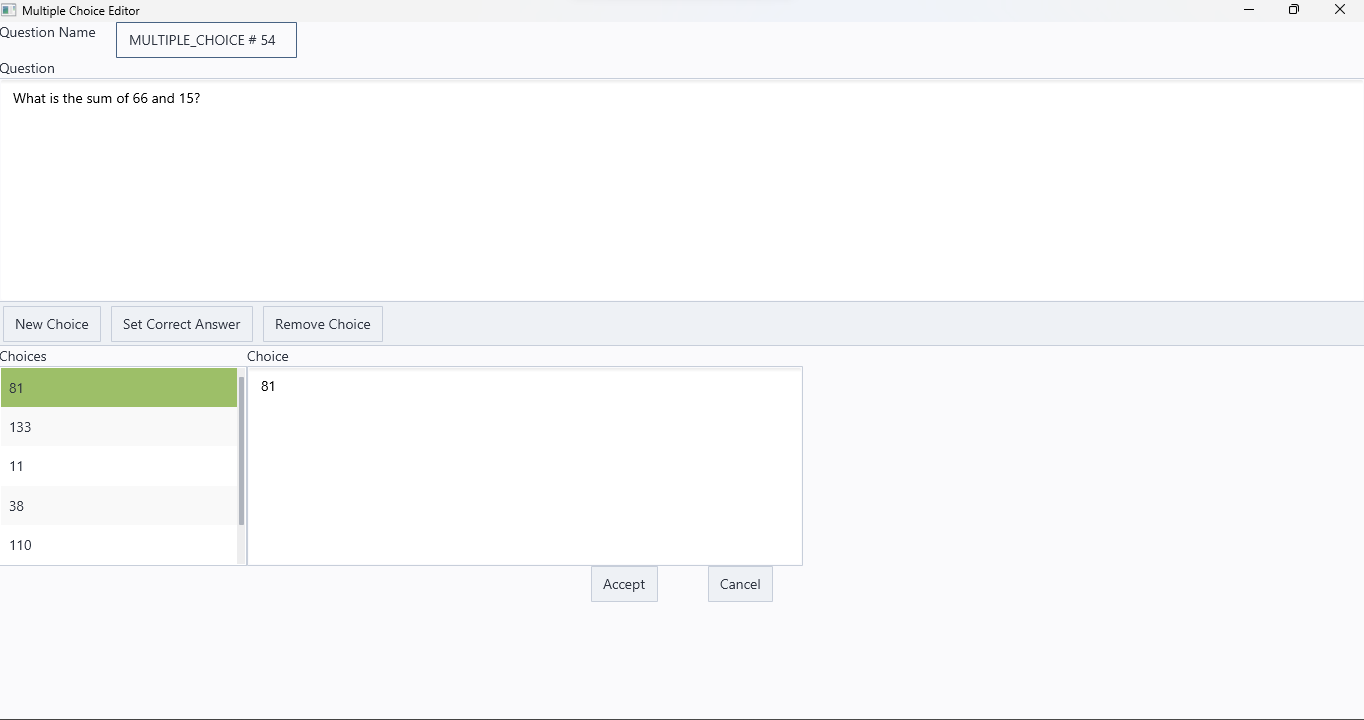 Multiple Choice Editor
Question Name
MULTIPLE_CHOICE # 54
Question
What is the sum of 66 and 15?
New Choice
Set Correct Answer
Remove Choice
Choices
Choice
81
81
133
11
38
110
Accept
Cancel